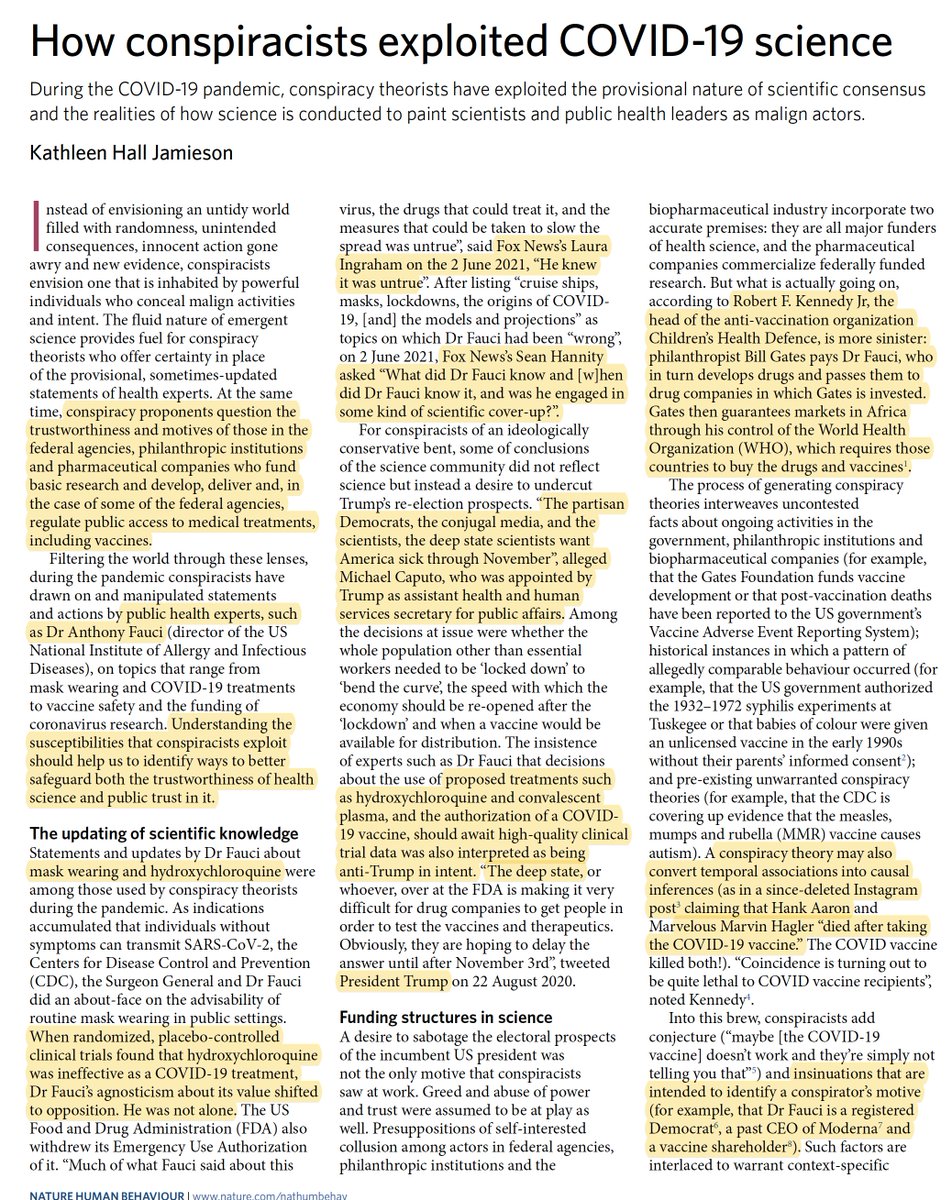 How conspiracists exploited COVID-19 science
During the COVID-19 pandemic, conspiracy theorists have exploited the provisional nature of scientific consensus
and the realities of how science is conducted to paint scientists and public health leaders as malign actors.
Kathleen Hall Jamieson
Instead of envisioning an untidy world
filled with randomness, unintended
consequences, innocent action gone
awry and new evidence, conspiracists
envision one that is inhabited by powerful
individuals who conceal malign activities
and intent. The fluid nature of emergent
science provides fuel for conspiracy
theorists who offer certainty in place
of the provisional, sometimes-updated
statements of health experts. At the same
time, conspiracy proponents question the
trustworthiness and motives of those in the
federal agencies, philanthropic institutions
and pharmaceutical companies who fund
basic research and develop, deliver and, in
the case of some of the federal agencies,
regulate public access to medical treatments,
including vaccines.
Filtering the world through these lenses,
during the pandemic conspiracists have
drawn on and manipulated statements
and actions by public health experts, such
as Dr Anthony Fauci (director of the US
National Institute of Allergy and Infectious
Diseases), on topics that range from
mask wearing and COVID-19 treatments
to vaccine safety and the funding of
coronavirus research. Understanding the
susceptibilities that conspiracists exploit
should help us to identify ways to better
safeguard both the trustworthiness of health
science and public trust in it.
The updating of scientific knowledge
Statements and updates by Dr Fauci about
mask wearing and hydroxychloroquine were
among those used by conspiracy theorists
during the pandemic. As indications
accumulated that individuals without
symptoms can transmit SARS-CoV-2, the
Centers for Disease Control and Prevention
(CDC), the Surgeon General and Dr Fauci
did an about-face on the advisability of
routine mask wearing in public settings.
When randomized, placebo-controlled
clinical trials found that hydroxychloroquine
was ineffective as a COVID-19 treatment,
Dr Fauci's agnosticism about its value shifted
to opposition. He was not alone. The US
Food and Drug Administration (FDA) also
withdrew its Emergency Use Authorization
of it. “Much of what Fauci said about this
virus, the drugs that could treat it, and the
measures that could be taken to slow the
spread was untrue”, said Fox News's Laura
Ingraham on the 2 June 2021, “He knew
it was untrue”. After listing “cruise ships,
masks, lockdowns, the origins of COVID-
19, [and] the models and projections” as
topics on which Dr Fauci had been “wrong”,
on 2 June 2021, Fox News's Sean Hannity
asked “What did Dr Fauci know and [w]hen
did Dr Fauci know it, and was he engaged in
some kind of scientific cover-up?”.
For conspiracists of an ideologically
conservative bent, some of conclusions
of the science community did not reflect
science but instead a desire to undercut
Trump's re-election prospects. “The partisan
Democrats, the conjugal media, and the
scientists, the deep state scientists want
America sick through November”, alleged
Michael Caputo, who was appointed by
Trump as assistant health and human
services secretary for public affairs. Among
the decisions at issue were whether the
whole population other than essential
workers needed to be ‘locked down’ to
‘bend the curve’, the speed with which the
economy should be re-opened after the
‘lockdown’ and when a vaccine would be
available for distribution. The insistence
of experts such as Dr Fauci that decisions
about the use of proposed treatments such
as hydroxychloroquine and convalescent
plasma, and the authorization of a COVID-
19 vaccine, should await high-quality clinical
trial data was also interpreted as being
anti-Trump in intent. “The deep state, or
whoever, over at the FDA is making it very
difficult for drug companies to get people in
order to test the vaccines and therapeutics.
Obviously, they are hoping to delay the
answer until after November 3rd”, tweeted
President Trump on 22 August 2020.
Funding structures in science
A desire to sabotage the electoral prospects
of the incumbent US president was
not the only motive that conspiracists
saw at work. Greed and abuse of power
and trust were assumed to be at play as
well. Presuppositions of self-interested
collusion among actors in federal agencies,
philanthropic institutions and the
biopharmaceutical industry incorporate two
accurate premises: they are all major funders
of health science, and the pharmaceutical
companies commercialize federally funded
research. But what is actually going on,
according to Robert F. Kennedy Jr, the
head of the anti-vaccination organization
Children's Health Defence, is more sinister:
philanthropist Bill Gates pays Dr Fauci, who
in turn develops drugs and passes them to
drug companies in which Gates is invested.
Gates then guarantees markets in Africa
through his control of the World Health
Organization (WHO), which requires those
countries to buy the drugs and vaccines1.
The process of generating conspiracy
theories interweaves uncontested
facts about ongoing activities in the
government, philanthropic institutions and
biopharmaceutical companies (for example,
that the Gates Foundation funds vaccine
development or that post-vaccination deaths
have been reported to the US government's
Vaccine Adverse Event Reporting System);
historical instances in which a pattern of
allegedly comparable behaviour occurred (for
example, that the US government authorized
the 1932–1972 syphilis experiments at
Tuskegee or that babies of colour were given
an unlicensed vaccine in the early 1990s
without their parents' informed consent2);
and pre-existing unwarranted conspiracy
theories (for example, that the CDC is
covering up evidence that the measles,
mumps and rubella (MMR) vaccine causes
autism). A conspiracy theory may also
convert temporal associations into causal
inferences (as in a since-deleted Instagram
post3 claiming that Hank Aaron and
Marvelous Marvin Hagler “died after taking
the COVID-19 vaccine.” The COVID vaccine
killed both!). “Coincidence is turning out to
be quite lethal to COVID vaccine recipients”,
noted Kennedy4.
Into this brew, conspiracists add
conjecture (“maybe [the COVID-19
vaccine] doesn't work and they're simply not
telling you that”5) and insinuations that are
intended to identify a conspirator's motive
(for example, that Dr Fauci is a registered
Democrat6, a past CEO of Moderna7 and
a vaccine shareholder8). Such factors are
interlaced to warrant context-specific
NATURE HUMAN BEHAVIOUR | www.nature.com/nathumbehav